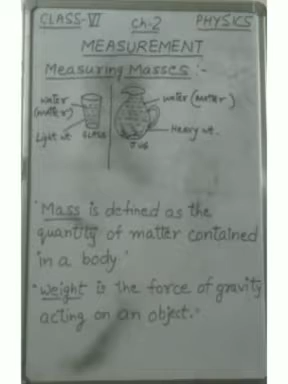 CLASS-VI Ch-2 PHYSICS
MEASUREMENT
Measuring Masses :-
water (matter)
Light wt.
GLASS
water (matter)
Heavy wt.
JUG
'Mass is defined as the
quantity of matter contained
in a body'
'Weight is the force of gravity
acting on an object.'